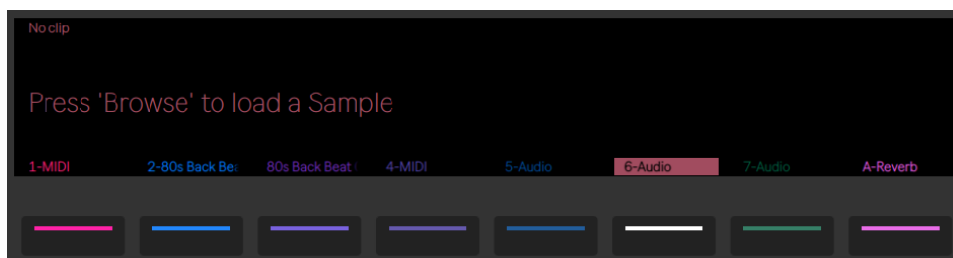 No clip
Press 'Browse' to load a Sample
1-MIDI 2-80s Back Bea 80s Back Beat 4-MIDI 5-Audio 6-Audio 7-Audio A-Reverb